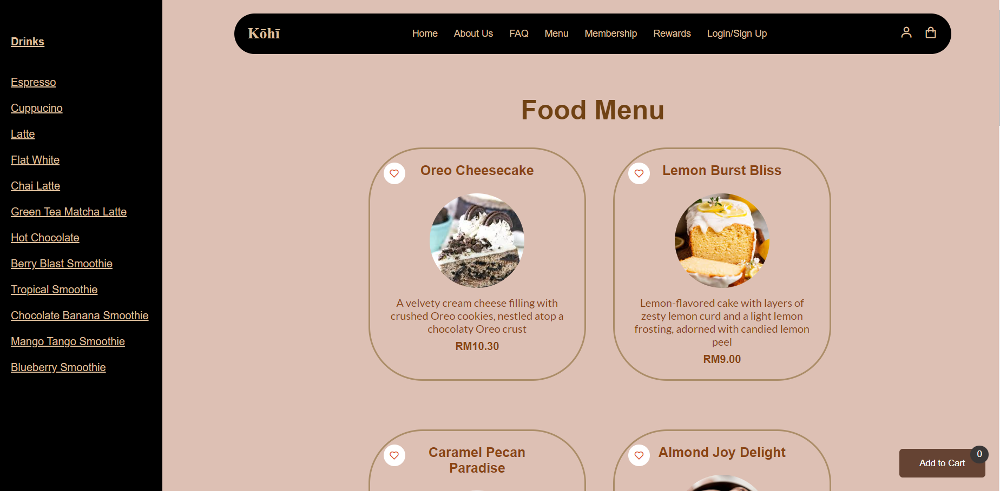 Drinks
Espresso
Cuppucino
Latte
Flat White
Chai Latte
Green Tea Matcha Latte
Hot Chocolate
Berry Blast Smoothie
Tropical Smoothie
Chocolate Banana Smoothie
Mango Tango Smoothie
Blueberry Smoothie
Kōhī
Home About Us FAQ Menu Membership Rewards Login/Sign Up
Food Menu
Oreo Cheesecake
A velvety cream cheese filling with
crushed Oreo cookies, nestled atop a
chocolaty Oreo crust
RM10.30
Lemon Burst Bliss
Lemon-flavored cake with layers of
zesty lemon curd and a light lemon
frosting, adorned with candied lemon
peel
RM9.00
Caramel Pecan
Paradise
Almond Joy Delight
Add to Cart
0